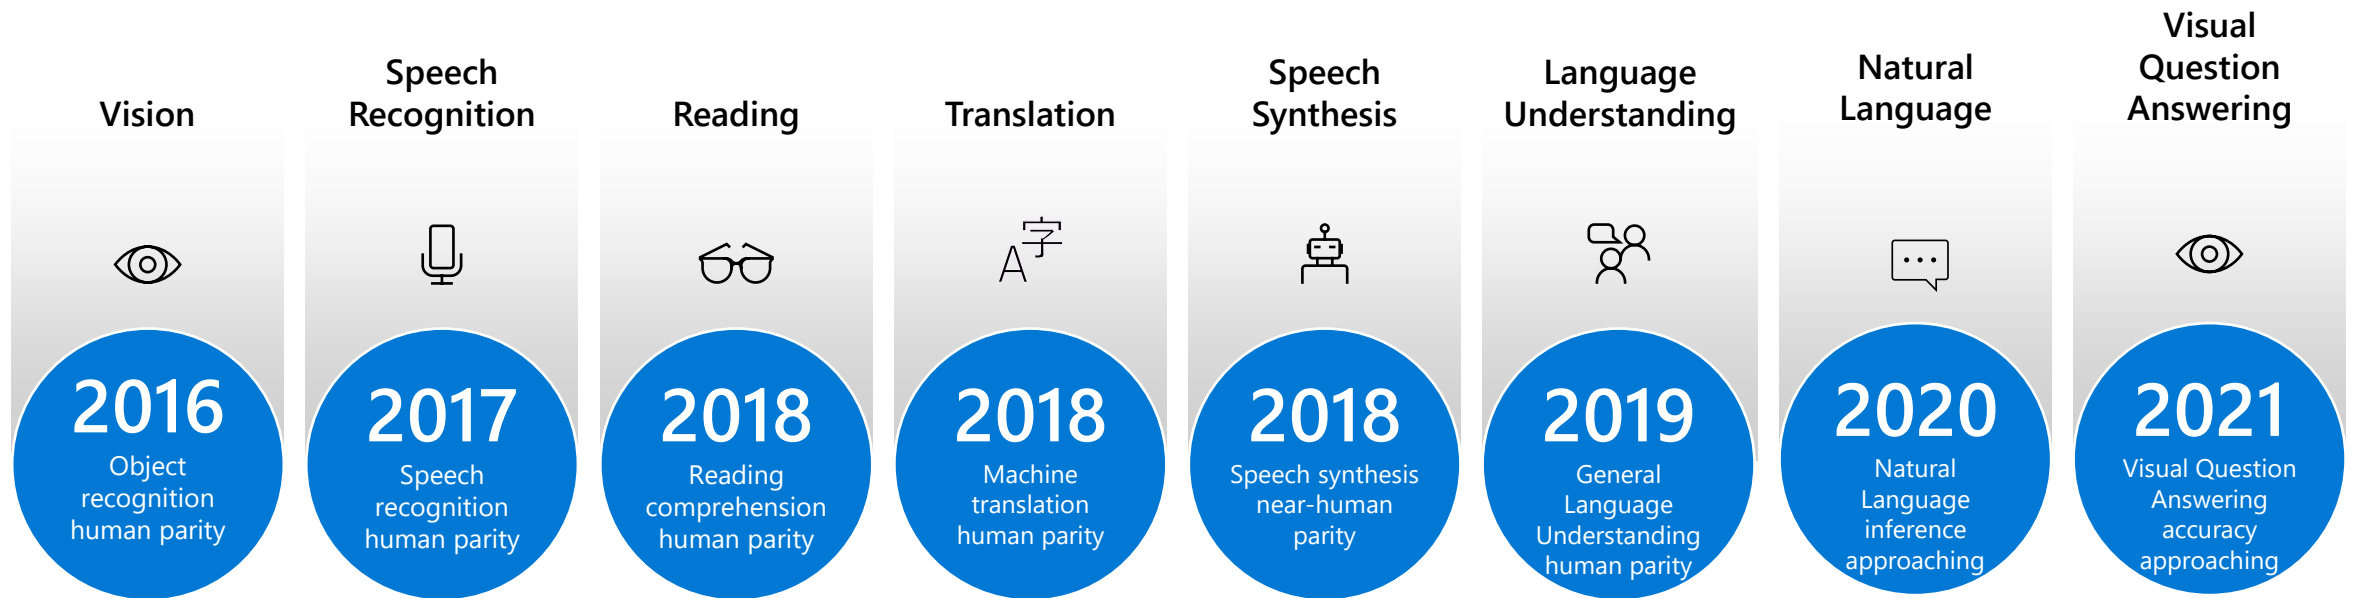 Vision
2016
Object
recognition
human parity
Speech
Recognition
2017
Speech
recognition
human parity
Reading
2018
Reading
comprehension
human parity
Translation
A字
2018
Machine
translation
human parity
Speech
Synthesis
2018
Speech synthesis
near-human
parity
Language
Understanding
2019
General
Language
Understanding
human parity
Natural
Language
2020
Natural
Language
inference
approaching
Visual
Question
Answering
2021
Visual Question
Answering
accuracy
approaching